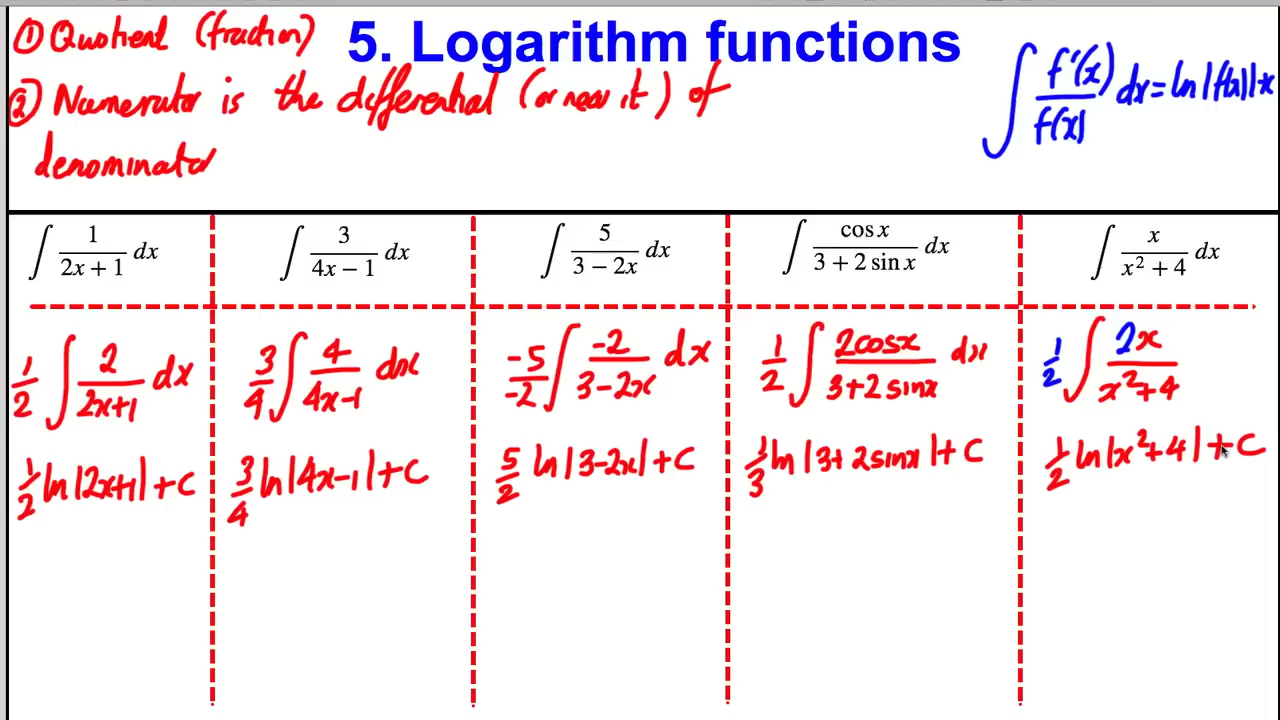 ① Quotient (fraction)
5. Logarithm functions
② Numerator is the differential (or near it) of
denominator
∫ f'(x)/f(x) dx = ln|f(x)|+x
∫ 1/(2x + 1) dx
∫ 3/(4x − 1) dx
∫ 5/(3 − 2x) dx
∫ cos x/(3 + 2 sin x) dx
∫ x/(x² + 4) dx
1/2 ∫ 2/(2x+1) dx
3/4 ∫ 4/(4x-1) dx
-5/-2 ∫ -2/(3-2x) dx
1/2 ∫ 2cosx/(3+2sinx) dx
1/2 ∫ 2x/(x²+4)
1/2 ln|2x+1| + C
3/4 ln|4x-1| + C
5/2 ln|3-2x| + C
1/3 ln|3+2sinx| + C
1/2 ln|x²+4| + C